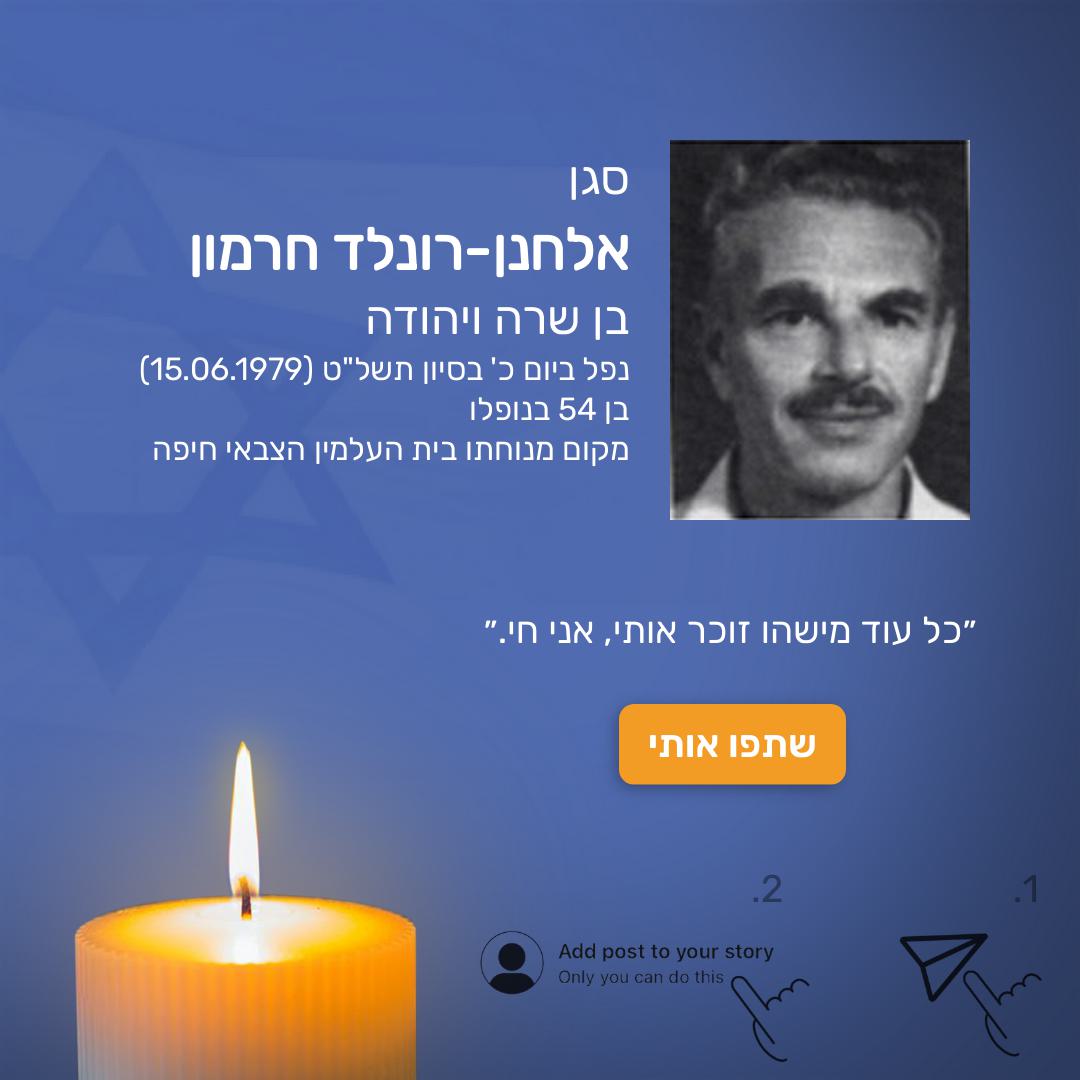 סגן
אלחנן-רונלד חרמון
בן שרה ויהודה
נפל ביום כ' בסיון תשל"ט (15.06.1979)
בן 54 בנופלו
מקום מנוחתו בית העלמין הצבאי חיפה
״כל עוד מישהו זוכר אותי, אני חי.״
שתפו אותי
1.
2.
Add post to your story
Only you can do this